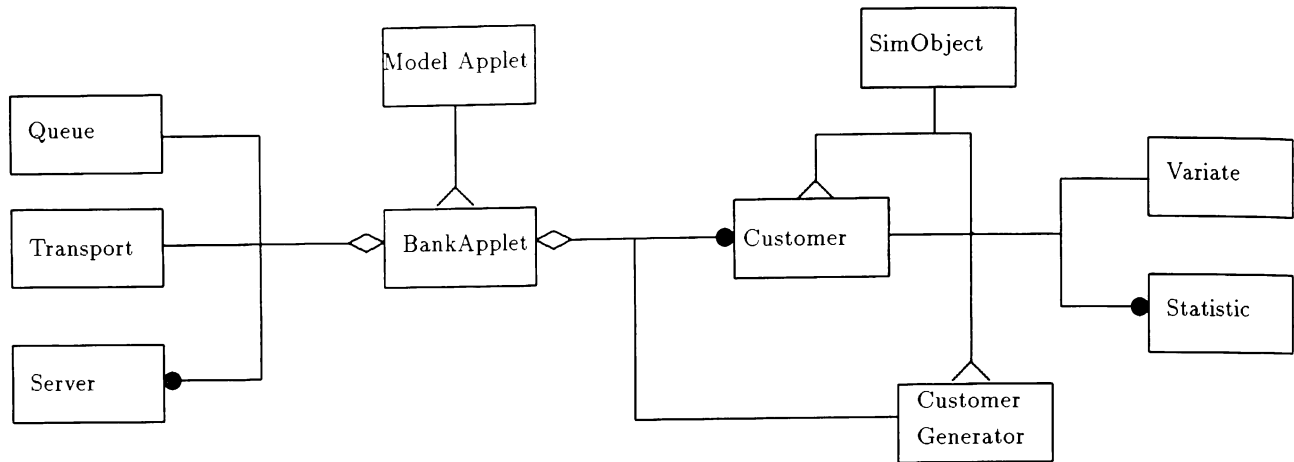 SimObject
Model Applet
Queue
Variate
Transport
BankApplet
Customer
Statistic
Server
Customer
Generator